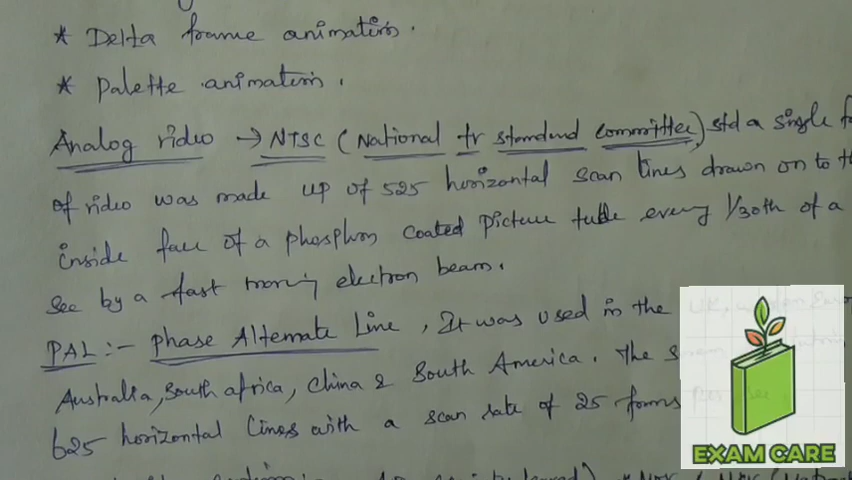 * Delta frame animation.
* Palette animation.
Analog video → NTSC (National tv standard committee) std a single
of video was made up of 525 horizontal scan lines drawn on to
inside face of a phosphor coated picture tube every 1/30th of a
sec by a fast moving electron beam.
PAL :- Phase Alternate Line, It was used in the UK,
Australia, South africa, China & South America. The
625 horizontal lines with a scan rate of 25
EXAM CARE